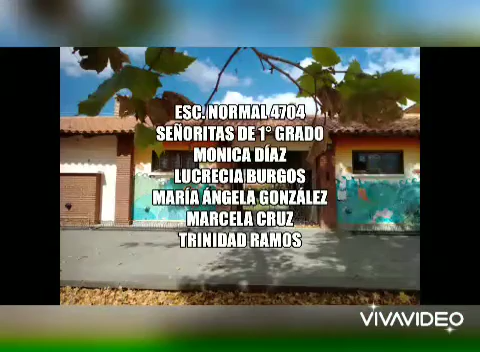 ESC. NORMAL 4704
SEÑORITAS DE 1° GRADO
MONICA DÍAZ
LUCRECIA BURGOS
MARÍA ÁNGELA GONZÁLEZ
MARCELA CRUZ
TRINIDAD RAMOS
VIVAVIDEO